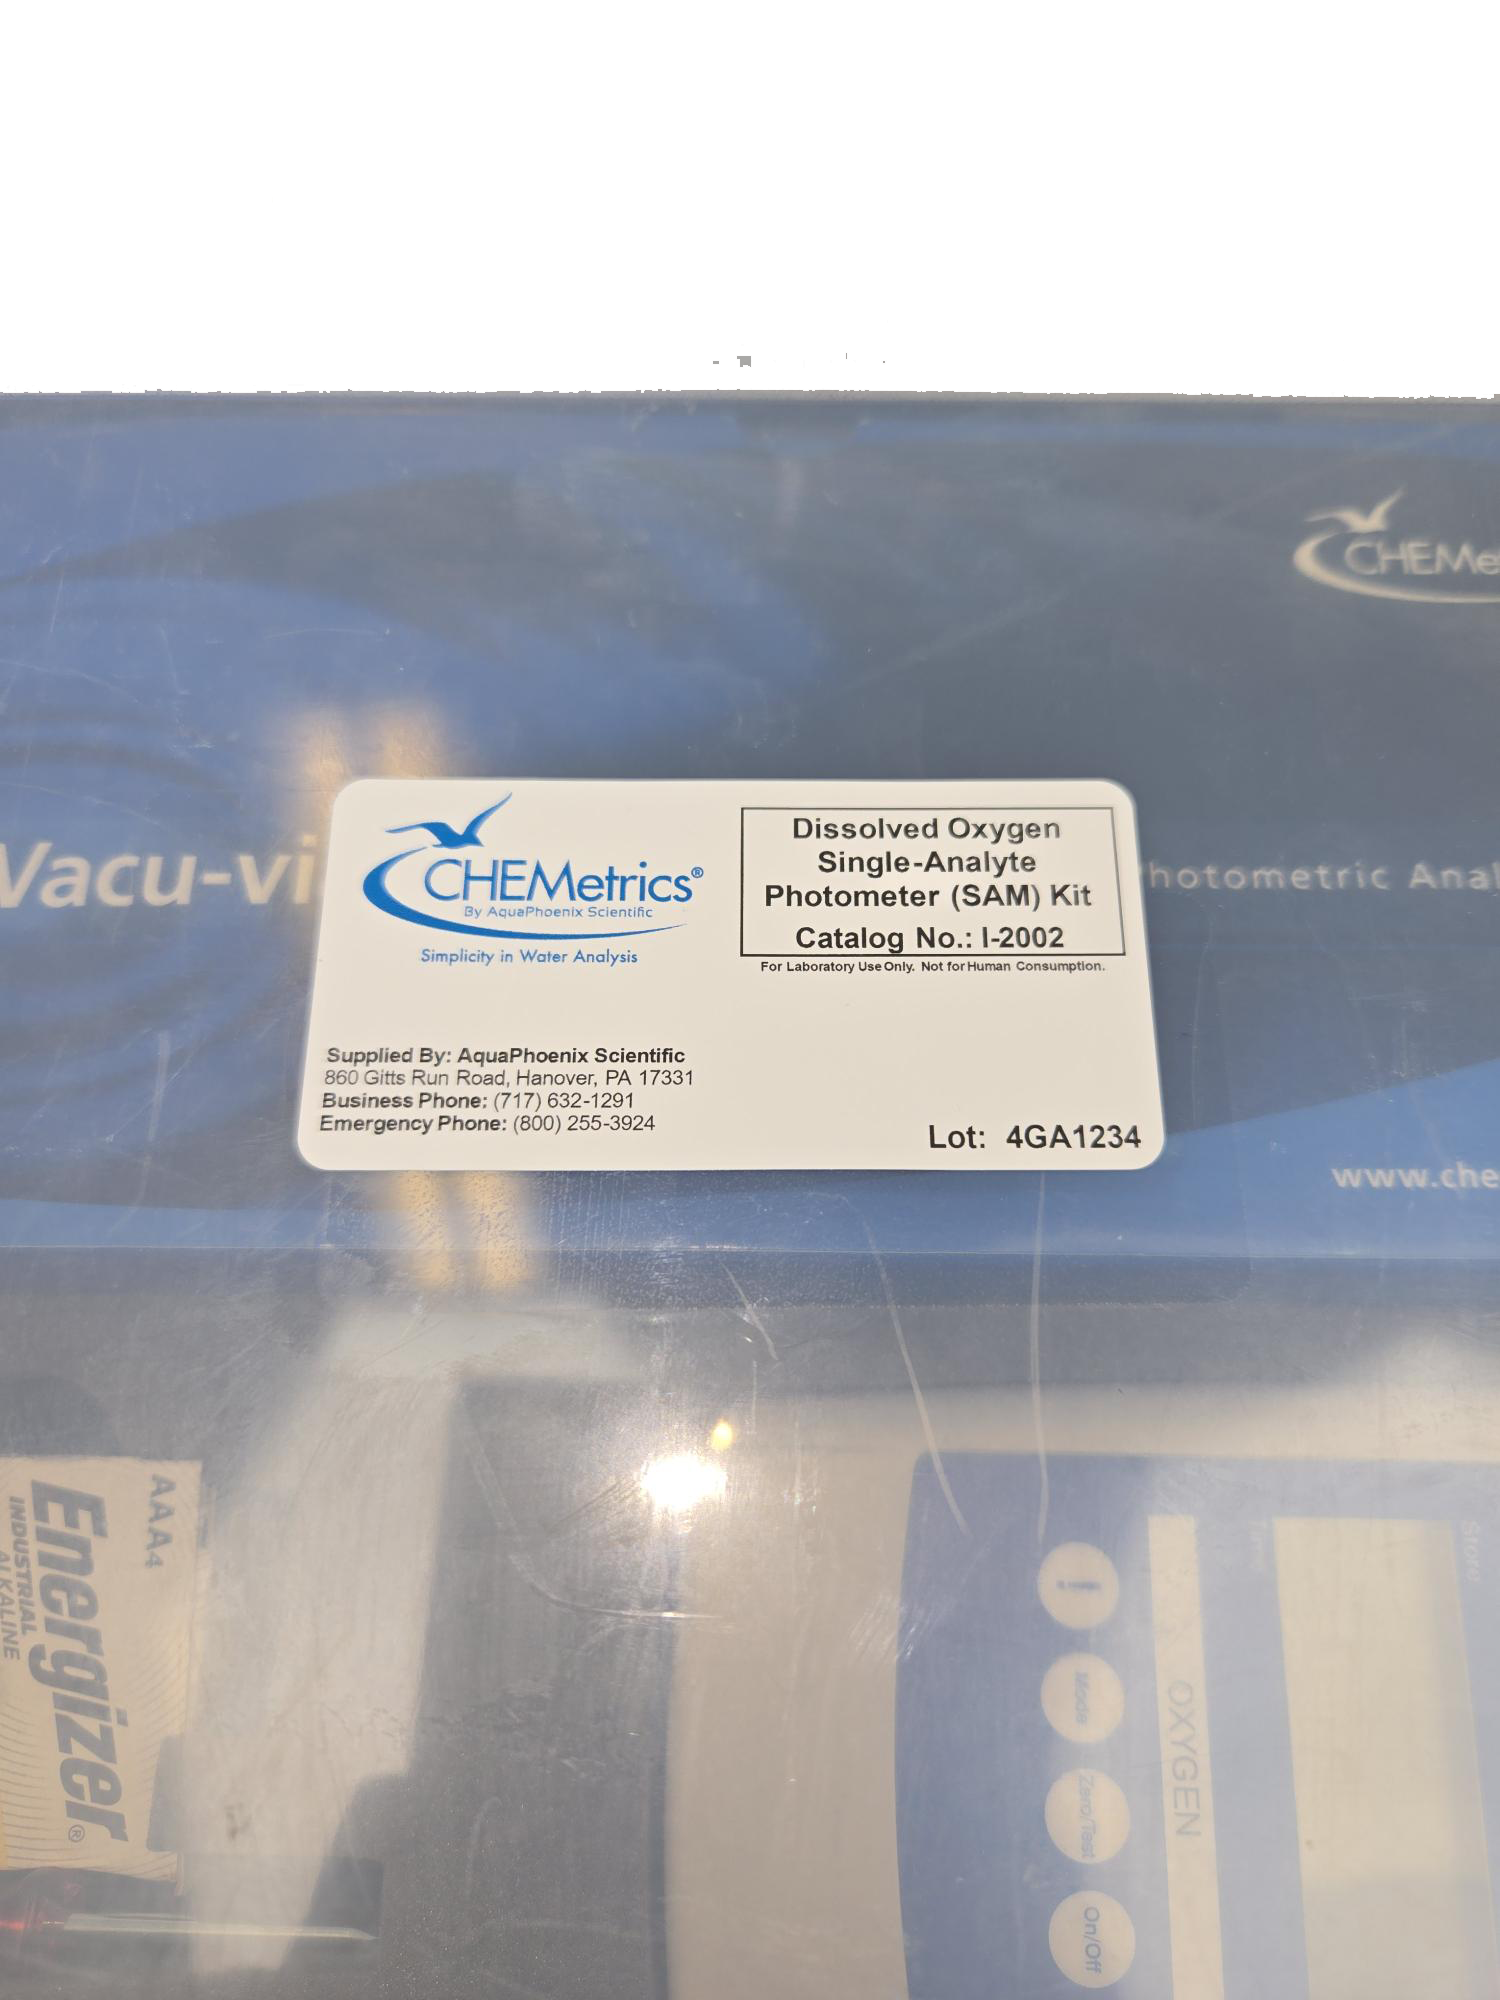 CHEMe
Vacu-vi
hotometric Anal
CHEMetrics®
By AquaPhoenix Scientific
Simplicity in Water Analysis
Dissolved Oxygen
Single-Analyte
Photometer (SAM) Kit
Catalog No.: I-2002
For Laboratory Use Only. Not for Human Consumption.
Supplied By: AquaPhoenix Scientific
860 Gitts Run Road, Hanover, PA 17331
Business Phone: (717) 632-1291
Emergency Phone: (800) 255-3924
Lot: 4GA1234
www.che
AAA4
Energizer®
INDUSTRIAL
ALKALINE
Store
OXYGEN
!
Mode
Zero/Test
On/Off